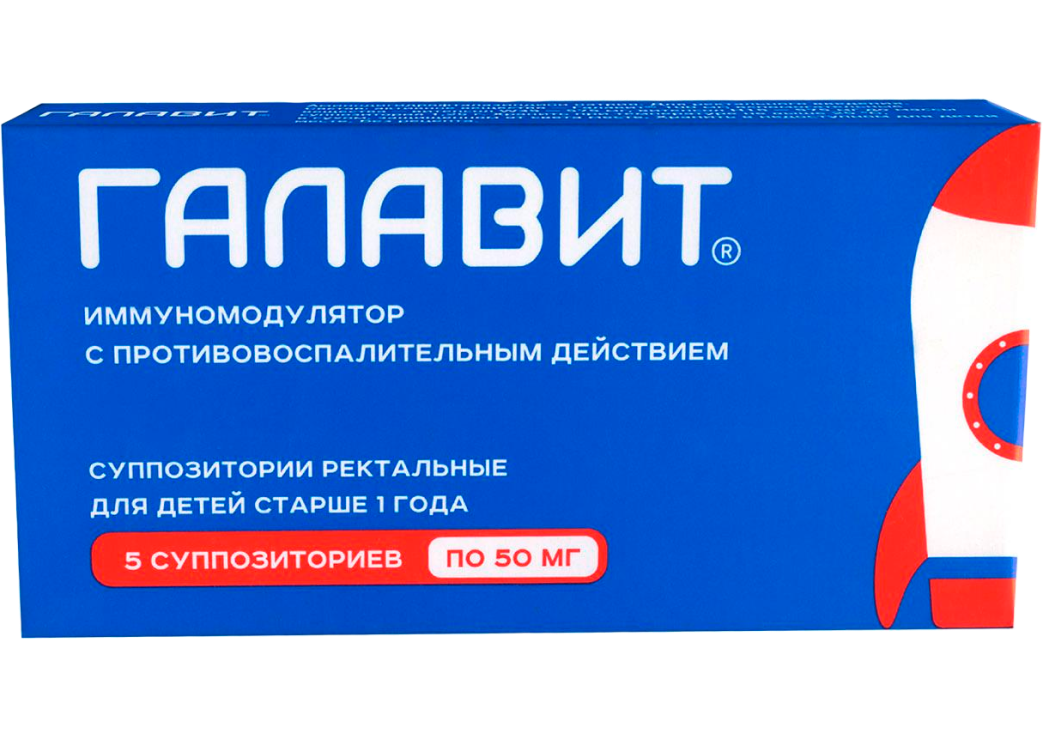 ГАЛАВИТ
ГАЛАВИТ®
ИММУНОМОДУЛЯТОР
С ПРОТИВОВОСПАЛИТЕЛЬНЫМ ДЕЙСТВИЕМ
СУППОЗИТОРИИ РЕКТАЛЬНЫЕ
ДЛЯ ДЕТЕЙ СТАРШЕ 1 ГОДА
5 СУППОЗИТОРИЕВ ПО 50 МГ